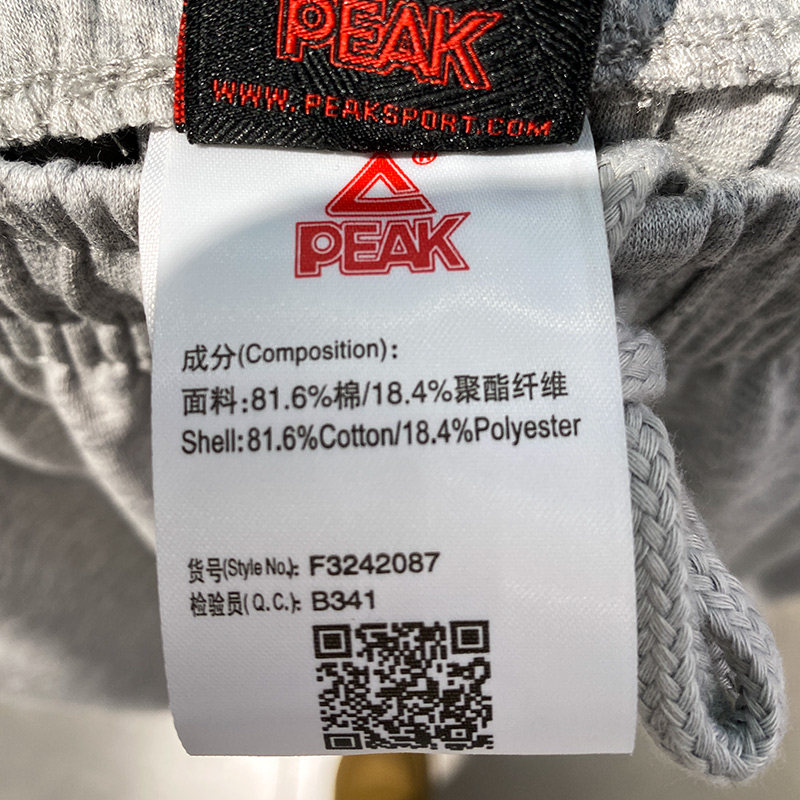 PEAK
WWW.PEAKSPORT.COM
®
PEAK
成分(Composition):
面料:81.6%棉/18.4%聚酯纤维
Shell:81.6%Cotton/18.4%Polyester
货号(Style No.): F3242087
检验员(Q.C.): B341